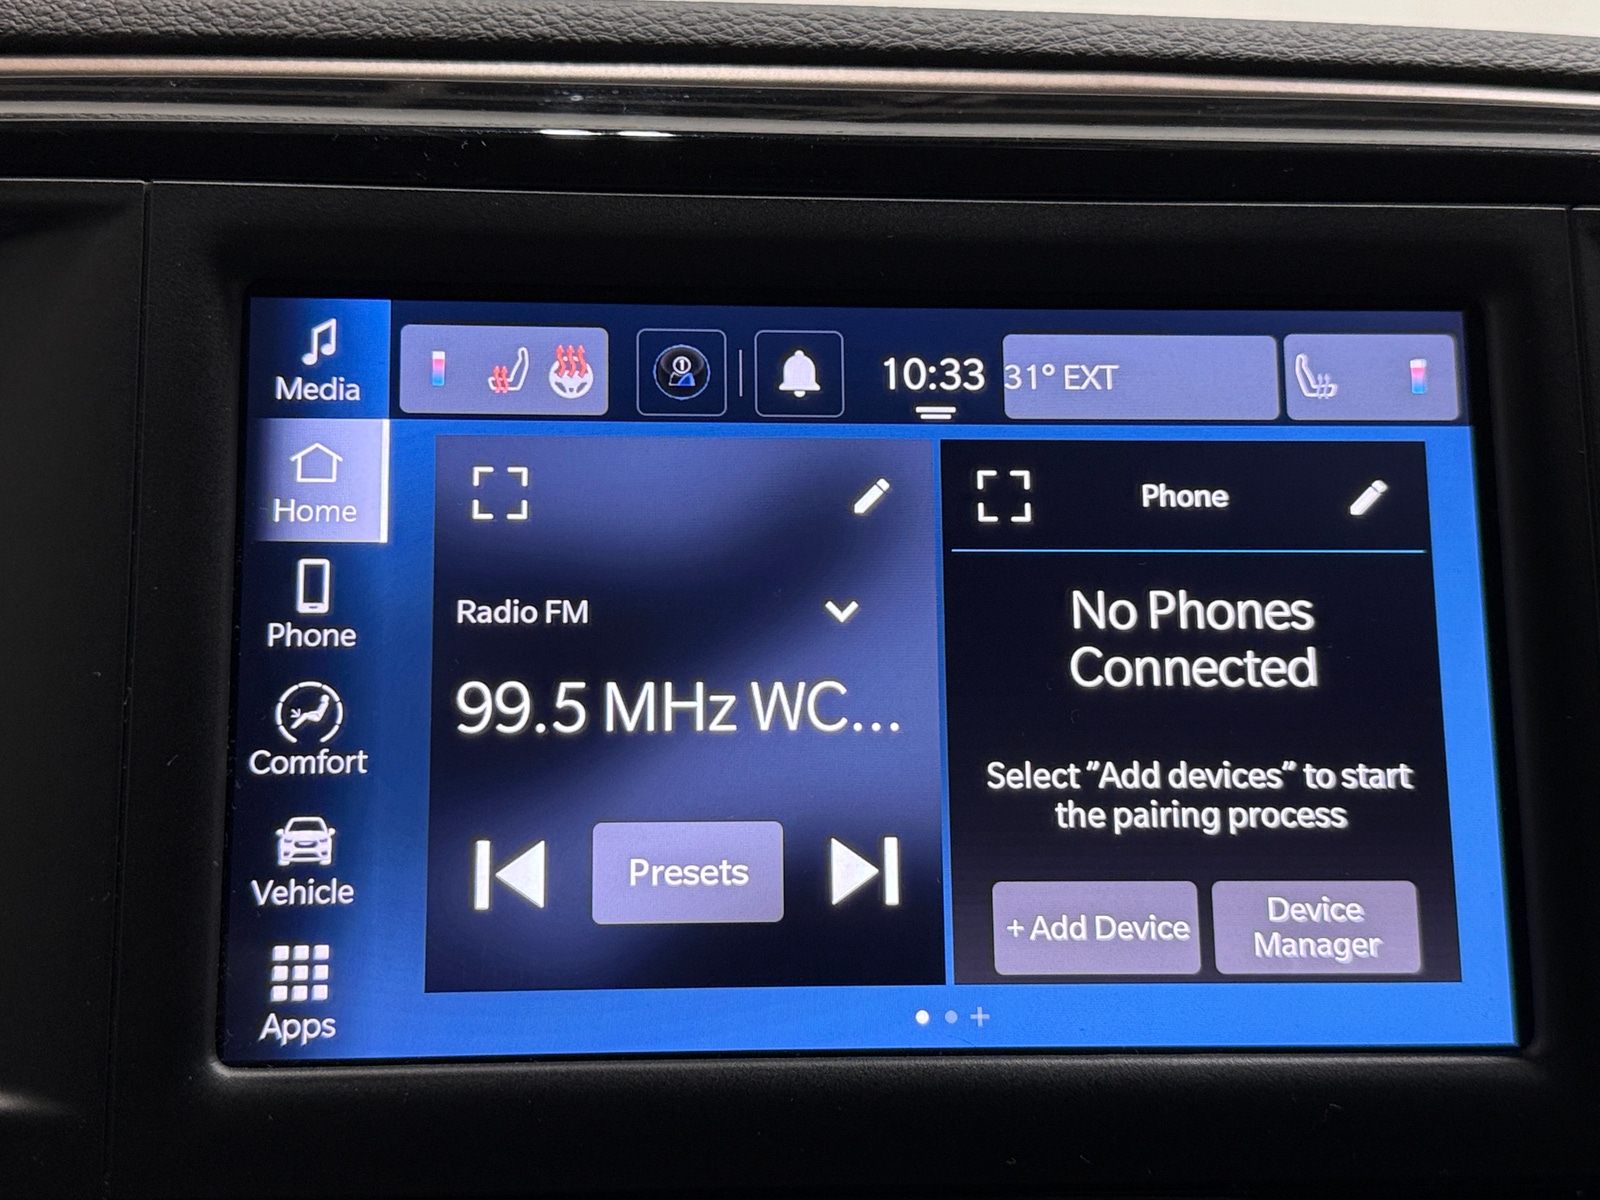 Media
10:33
31° EXT
Home
Phone
Comfort
Vehicle
Apps
Radio FM
99.5 MHz WC...
Presets
Phone
No Phones
Connected
Select "Add devices" to start
the pairing process
+ Add Device
Device
Manager
1